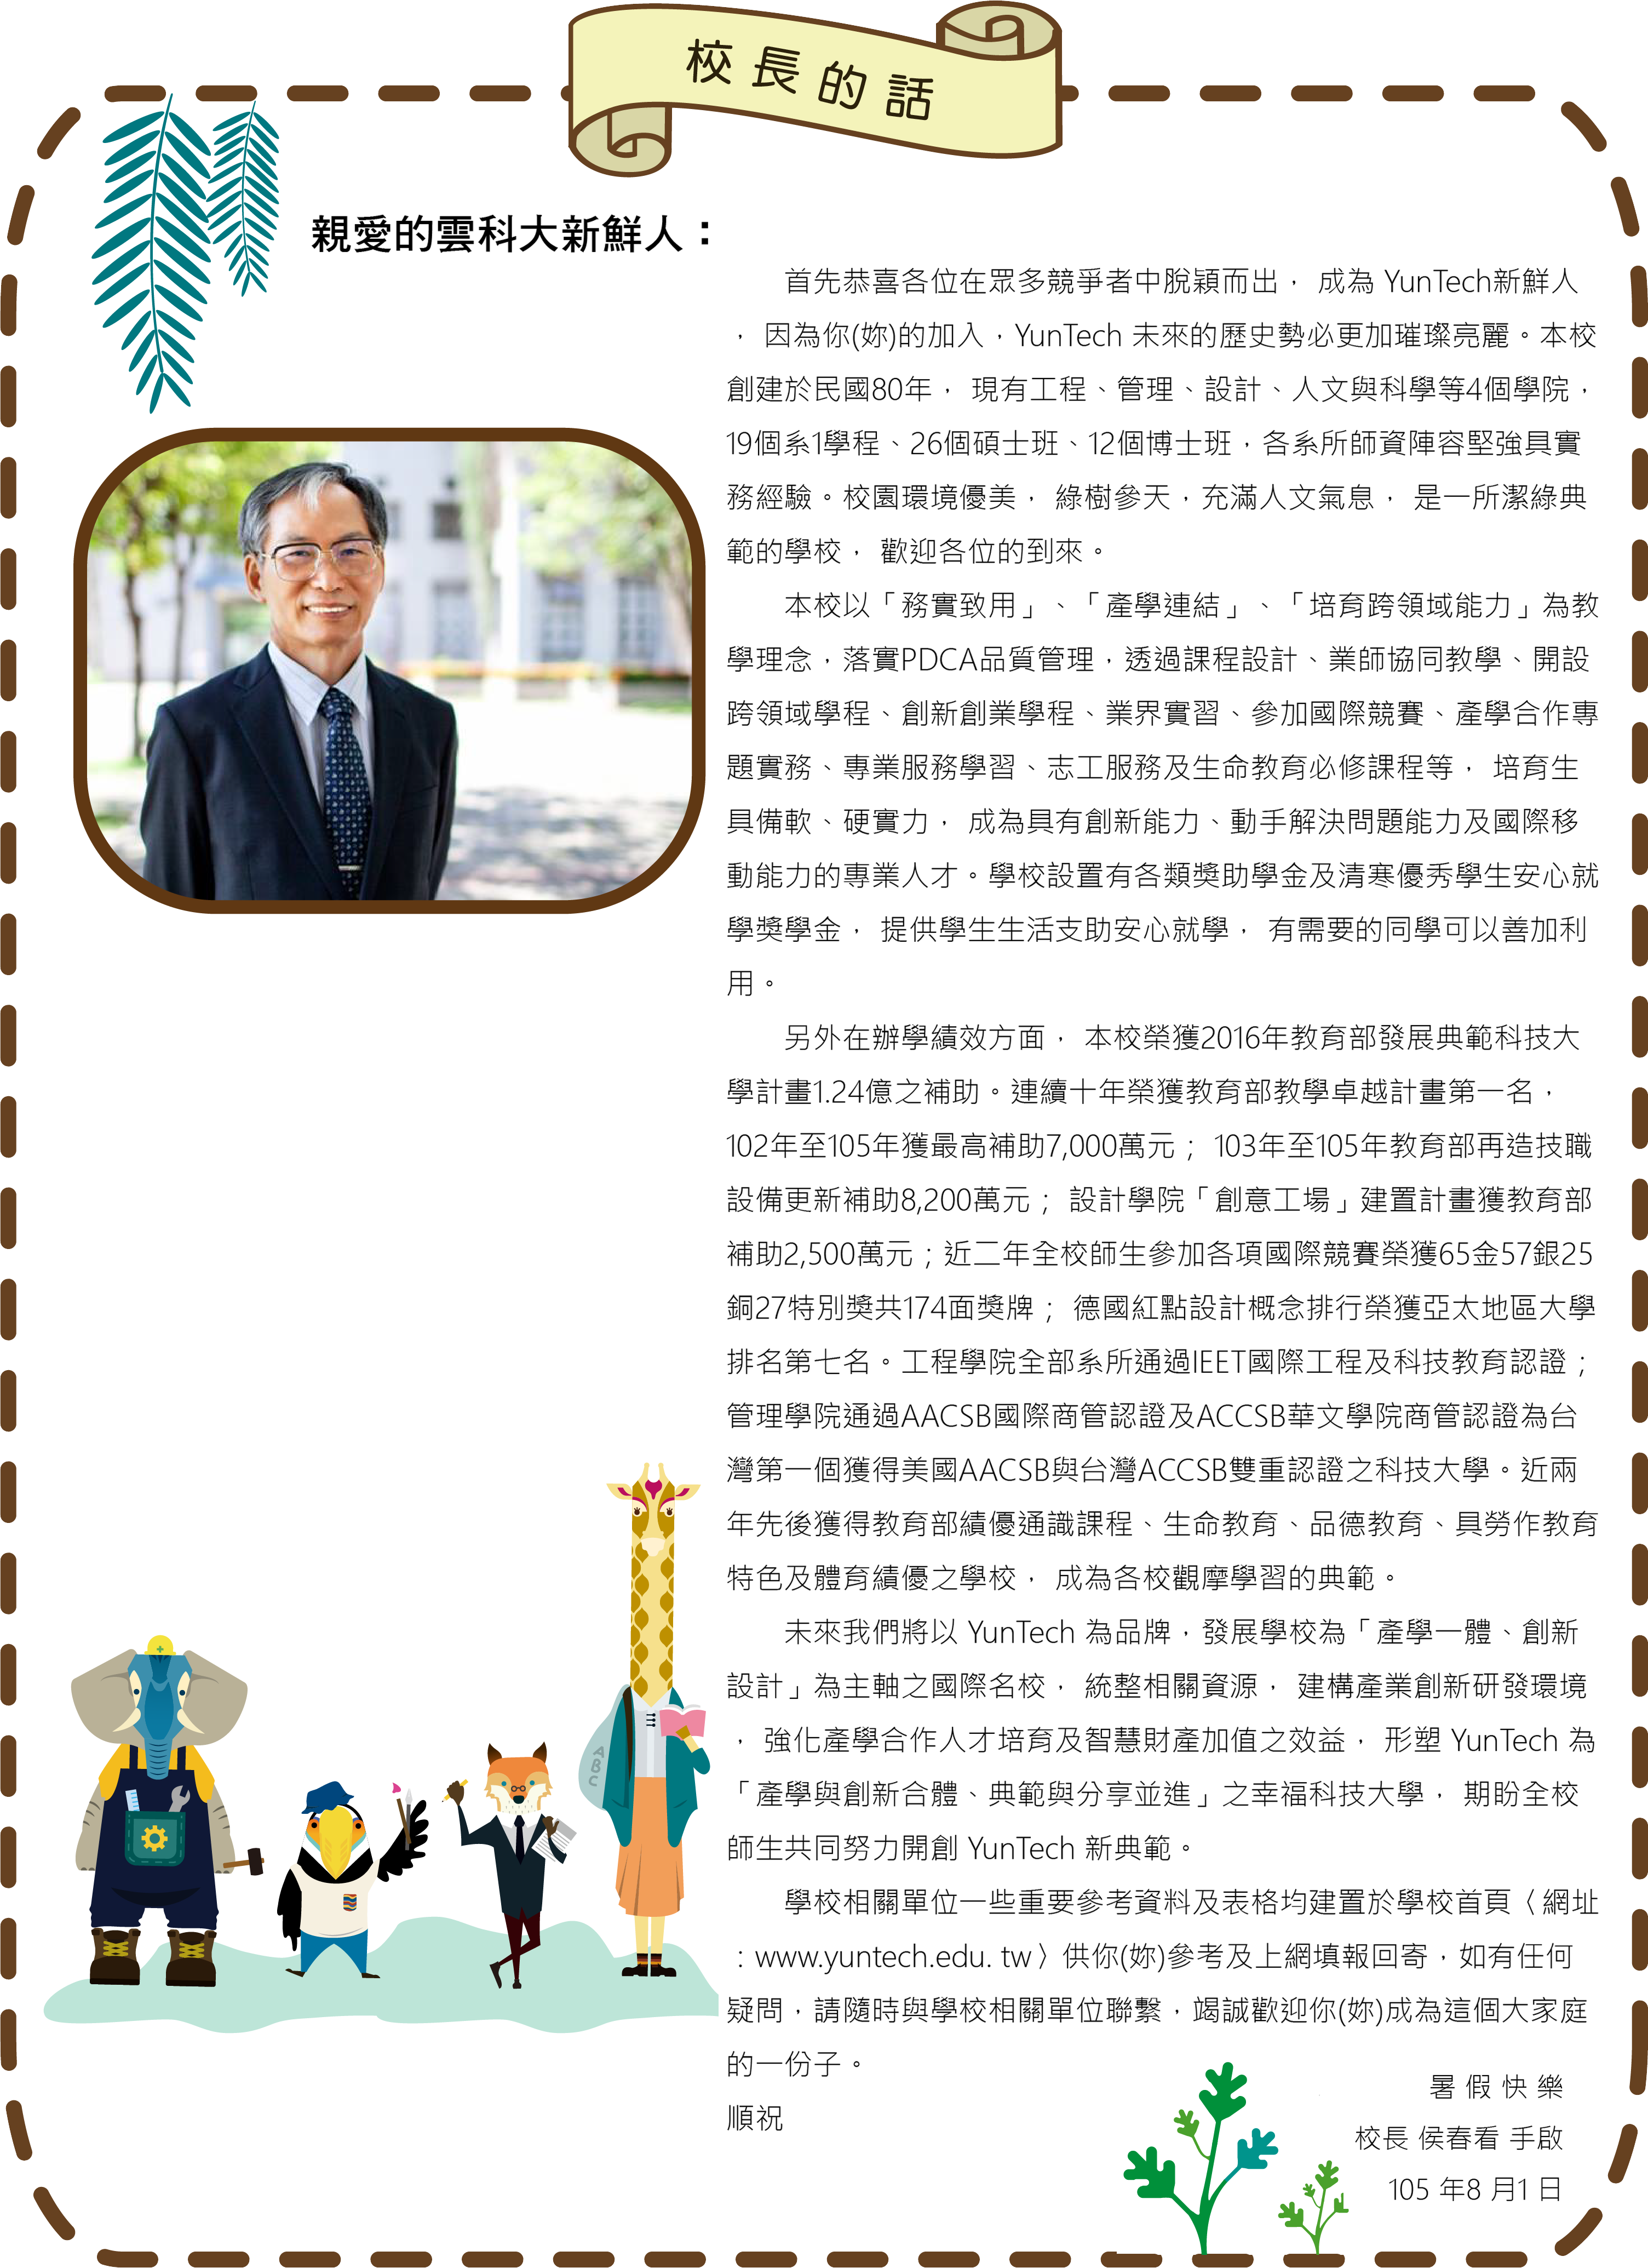 校長的話
親愛的雲科大新鮮人：
首先恭喜各位在眾多競爭者中脫穎而出， 成為 YunTech新鮮人
， 因為你(妳)的加入，YunTech 未來的歷史勢必更加璀璨亮麗。本校
創建於民國80年， 現有工程、管理、設計、人文與科學等4個學院，
19個系1學程、26個碩士班、12個博士班，各系所師資陣容堅強具實
務經驗。校園環境優美， 綠樹參天，充滿人文氣息， 是一所潔綠典
範的學校， 歡迎各位的到來。
本校以「務實致用」、「產學連結」、「培育跨領域能力」為教
學理念，落實PDCA品質管理，透過課程設計、業師協同教學、開設
跨領域學程、創新創業學程、業界實習、參加國際競賽、產學合作專
題實務、專業服務學習、志工服務及生命教育必修課程等， 培育生
具備軟、硬實力， 成為具有創新能力、動手解決問題能力及國際移
動能力的專業人才。學校設置有各類獎助學金及清寒優秀學生安心就
學獎學金， 提供學生生活支助安心就學， 有需要的同學可以善加利
用。
另外在辦學績效方面， 本校榮獲2016年教育部發展典範科技大
學計畫1.24億之補助。連續十年榮獲教育部教學卓越計畫第一名，
102年至105年獲最高補助7,000萬元； 103年至105年教育部再造技職
設備更新補助8,200萬元； 設計學院「創意工場」建置計畫獲教育部
補助2,500萬元；近二年全校師生參加各項國際競賽榮獲65金57銀25
銅27特別獎共174面獎牌； 德國紅點設計概念排行榮獲亞太地區大學
排名第七名。工程學院全部系所通過IEET國際工程及科技教育認證；
管理學院通過AACSB國際商管認證及ACCSB華文學院商管認證為台
灣第一個獲得美國AACSB與台灣ACCSB雙重認證之科技大學。近兩
年先後獲得教育部績優通識課程、生命教育、品德教育、具勞作教育
特色及體育績優之學校， 成為各校觀摩學習的典範。
未來我們將以 YunTech 為品牌，發展學校為「產學一體、創新
設計」為主軸之國際名校， 統整相關資源， 建構產業創新研發環境
， 強化產學合作人才培育及智慧財產加值之效益， 形塑 YunTech 為
「產學與創新合體、典範與分享並進」之幸福科技大學， 期盼全校
師生共同努力開創 YunTech 新典範。
學校相關單位一些重要參考資料及表格均建置於學校首頁〈網址
：www.yuntech.edu. tw〉供你(妳)參考及上網填報回寄，如有任何
疑問，請隨時與學校相關單位聯繫，竭誠歡迎你(妳)成為這個大家庭
的一份子。
順祝
暑 假 快 樂
校長 侯春看 手啟
105 年8 月1 日
ABC